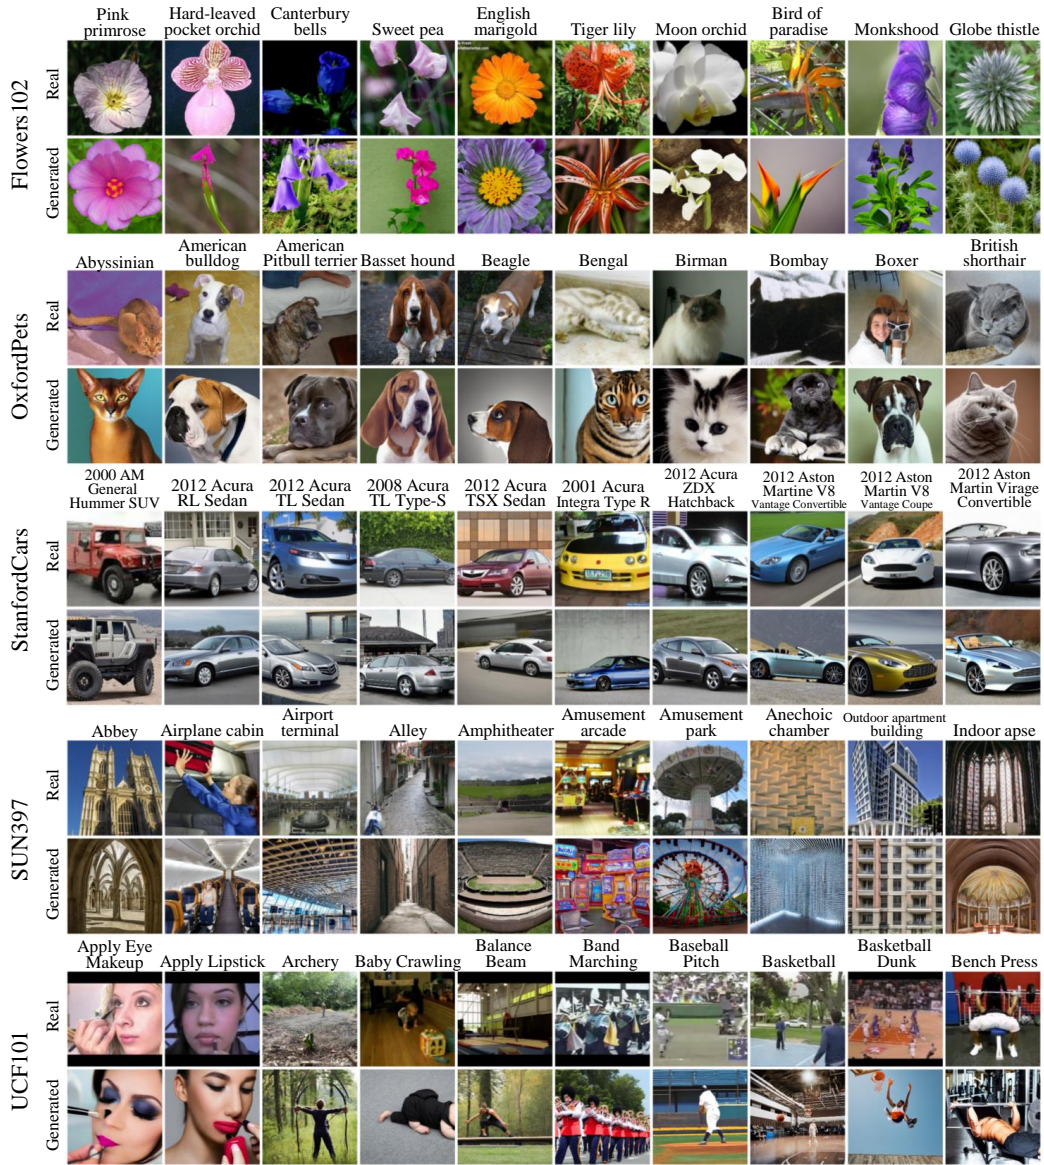 Pink
primrose
Hard-leaved
pocket orchid
Canterbury
bells
Sweet pea
English
marigold
Tiger lily
Moon orchid
Bird of
paradise
Monkshood
Globe thistle
Flowers102
Real
Generated
Abyssinian
American
bulldog
American
Pitbull terrier
Basset hound
Beagle
Bengal
Birman
Bombay
Boxer
British
shorthair
OxfordPets
Real
Generated
2000 AM
General
Hummer SUV
2012 Acura
RL Sedan
2012 Acura
TL Sedan
2008 Acura
TL Type-S
2012 Acura
TSX Sedan
2001 Acura
Integra Type R
2012 Acura
ZDX
Hatchback
2012 Aston
Martine V8
Vantage Convertible
2012 Aston
Martin V8
Vantage Coupe
2012 Aston
Martin Virage
Convertible
StanfordCars
Real
Generated
Abbey
Airplane cabin
Airport
terminal
Alley
Amphitheater
Amusement
arcade
Amusement
park
Anechoic
chamber
Outdoor apartment
building
Indoor apse
SUN397
Real
Generated
Apply Eye
Makeup
Apply Lipstick
Archery
Baby Crawling
Balance
Beam
Band
Marching
Baseball
Pitch
Basketball
Basketball
Dunk
Bench Press
UCF101
Real
Generated